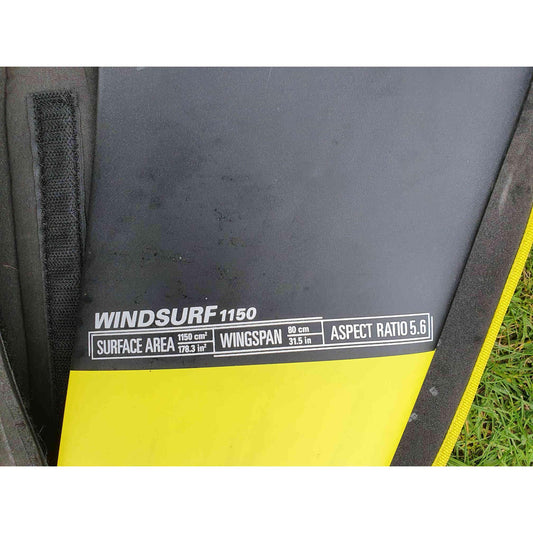 WINDSURF 1150
SURFACE AREA 1150 cm² 178.3 in² WINGSPAN 80 cm 31.5 in ASPECT RATIO 5.6